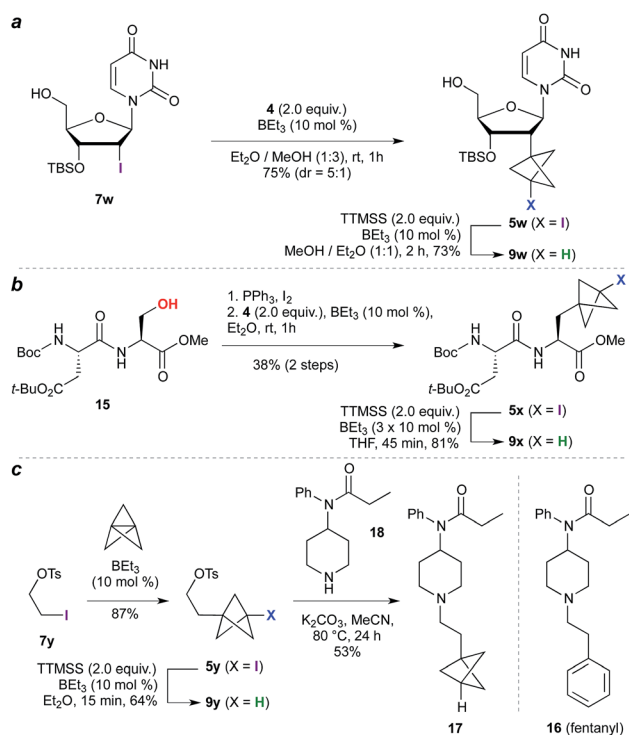 a
O
NH
N
O
HO
O
TBSO
I
7w
4 (2.0 equiv.)
BEt3 (10 mol %)
Et2O / MeOH (1:3), rt, 1h
75% (dr = 5:1)
O
NH
N
O
HO
O
TBSO
X
TTMSS (2.0 equiv.)
BEt3 (10 mol %)
MeOH / Et2O (1:1), 2 h, 73%
5w (X = I)
9w (X = H)
b
OH
O
H
N
Boc
N
H
OMe
O
t-BuO2C
15
1. PPh3, I2
2. 4 (2.0 equiv.), BEt3 (10 mol %),
Et2O, rt, 1h
38% (2 steps)
X
O
H
N
Boc
N
H
OMe
O
t-BuO2C
TTMSS (2.0 equiv.)
BEt3 (3 x 10 mol %)
THF, 45 min, 81%
5x (X = I)
9x (X = H)
c
OTs
I
7y
BEt3
(10 mol %)
87%
OTs
X
TTMSS (2.0 equiv.)
BEt3 (10 mol %)
Et2O, 15 min, 64%
5y (X = I)
9y (X = H)
O
Ph
N
18
N
H
K2CO3, MeCN,
80 °C, 24 h
53%
O
Ph
N
N
H
17
O
Ph
N
N
16 (fentanyl)